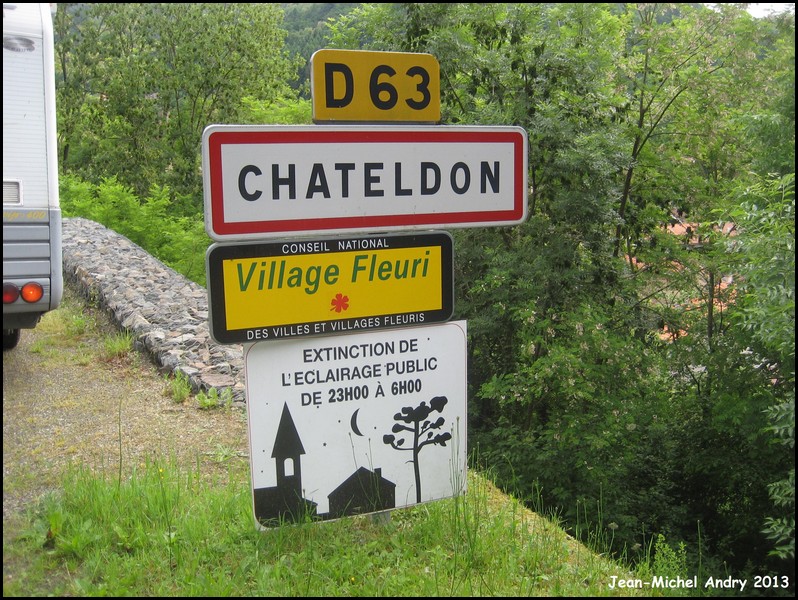 D 63
CHATELDON
CONSEIL NATIONAL
Village Fleuri
DES VILLES ET VILLAGES FLEURIS
EXTINCTION DE
L'ECLAIRAGE PUBLIC
DE 23H00 À 6H00
Jean-Michel Andry 2013